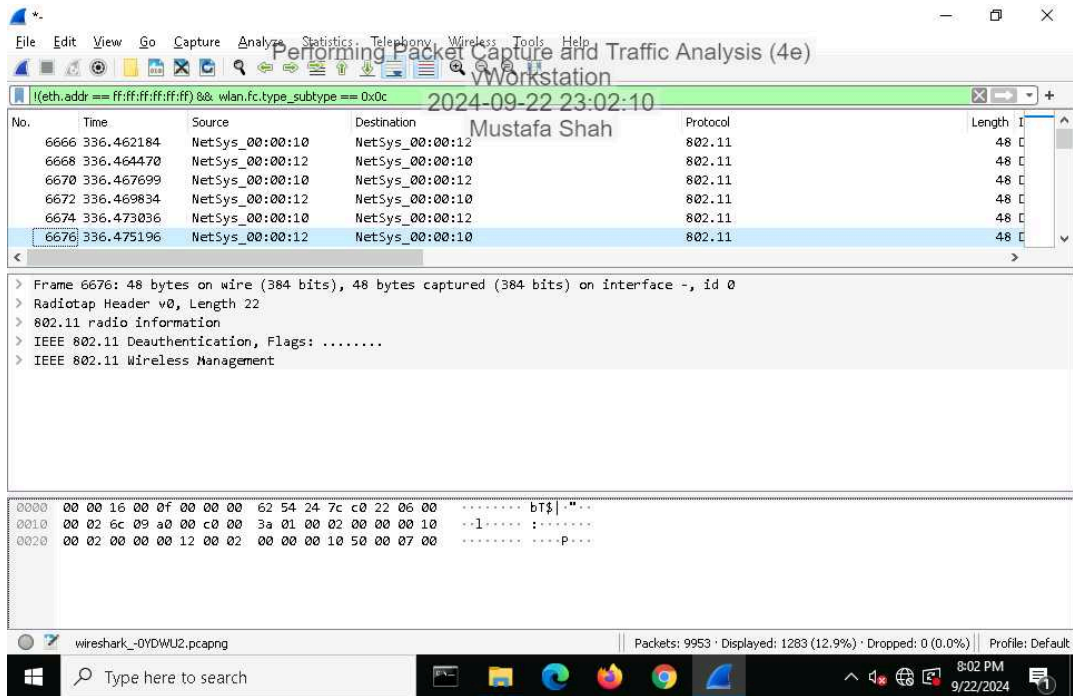 *-
File Edit View Go Capture Analyze Statistics Telephony Wireless Tools Help
Performing Packet Capture and Traffic Analysis (4e)
vWorkstation
2024-09-22 23:02:10
Mustafa Shah
!(eth.addr == ff:ff:ff:ff:ff:ff) && wlan.fc.type_subtype == 0x0c
No. Time Source Destination Protocol Length I
6666 336.462184 NetSys_00:00:10 NetSys_00:00:12 802.11 48 D
6668 336.464470 NetSys_00:00:12 NetSys_00:00:10 802.11 48 D
6670 336.467699 NetSys_00:00:10 NetSys_00:00:12 802.11 48 D
6672 336.469834 NetSys_00:00:12 NetSys_00:00:10 802.11 48 D
6674 336.473036 NetSys_00:00:10 NetSys_00:00:12 802.11 48 D
6676 336.475196 NetSys_00:00:12 NetSys_00:00:10 802.11 48 D
> Frame 6676: 48 bytes on wire (384 bits), 48 bytes captured (384 bits) on interface -, id 0
> Radiotap Header v0, Length 22
> 802.11 radio information
> IEEE 802.11 Deauthentication, Flags: ........
> IEEE 802.11 Wireless Management
0000 00 00 16 00 0f 00 00 00 62 54 24 7c c0 22 06 00 ········ bT$|·"··
0010 00 02 6c 09 a0 00 c0 00 3a 01 00 02 00 00 00 10 ··l····· :·······
0020 00 02 00 00 00 12 00 02 00 00 00 10 50 00 07 00 ········ ····P···
wireshark_-0YDWU2.pcapng
Packets: 9953 · Displayed: 1283 (12.9%) · Dropped: 0 (0.0%)
Profile: Default
Type here to search
8:02 PM
9/22/2024